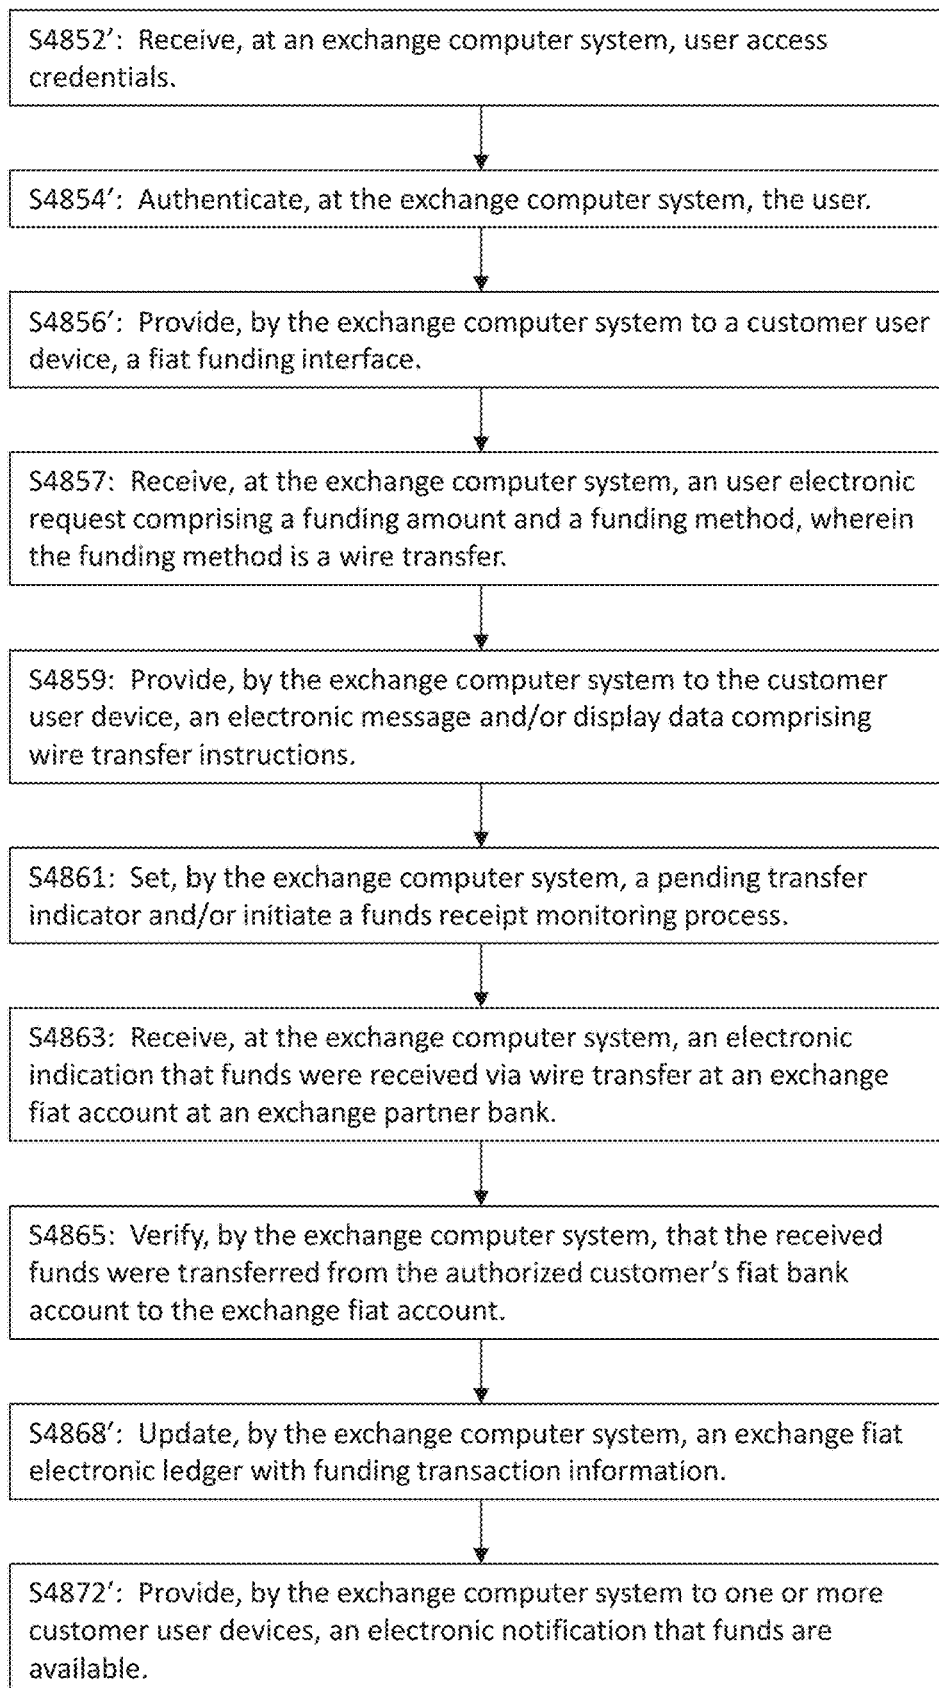 S4852′: Receive, at an exchange computer system, user access
credentials.
S4854′: Authenticate, at the exchange computer system, the user.
S4856′: Provide, by the exchange computer system to a customer user
device, a fiat funding interface.
S4857: Receive, at the exchange computer system, an user electronic
request comprising a funding amount and a funding method, wherein
the funding method is a wire transfer.
S4859: Provide, by the exchange computer system to the customer
user device, an electronic message and/or display data comprising
wire transfer instructions.
S4861: Set, by the exchange computer system, a pending transfer
indicator and/or initiate a funds receipt monitoring process.
S4863: Receive, at the exchange computer system, an electronic
indication that funds were received via wire transfer at an exchange
fiat account at an exchange partner bank.
S4865: Verify, by the exchange computer system, that the received
funds were transferred from the authorized customer's fiat bank
account to the exchange fiat account.
S4868′: Update, by the exchange computer system, an exchange fiat
electronic ledger with funding transaction information.
S4872′: Provide, by the exchange computer system to one or more
customer user devices, an electronic notification that funds are
available.